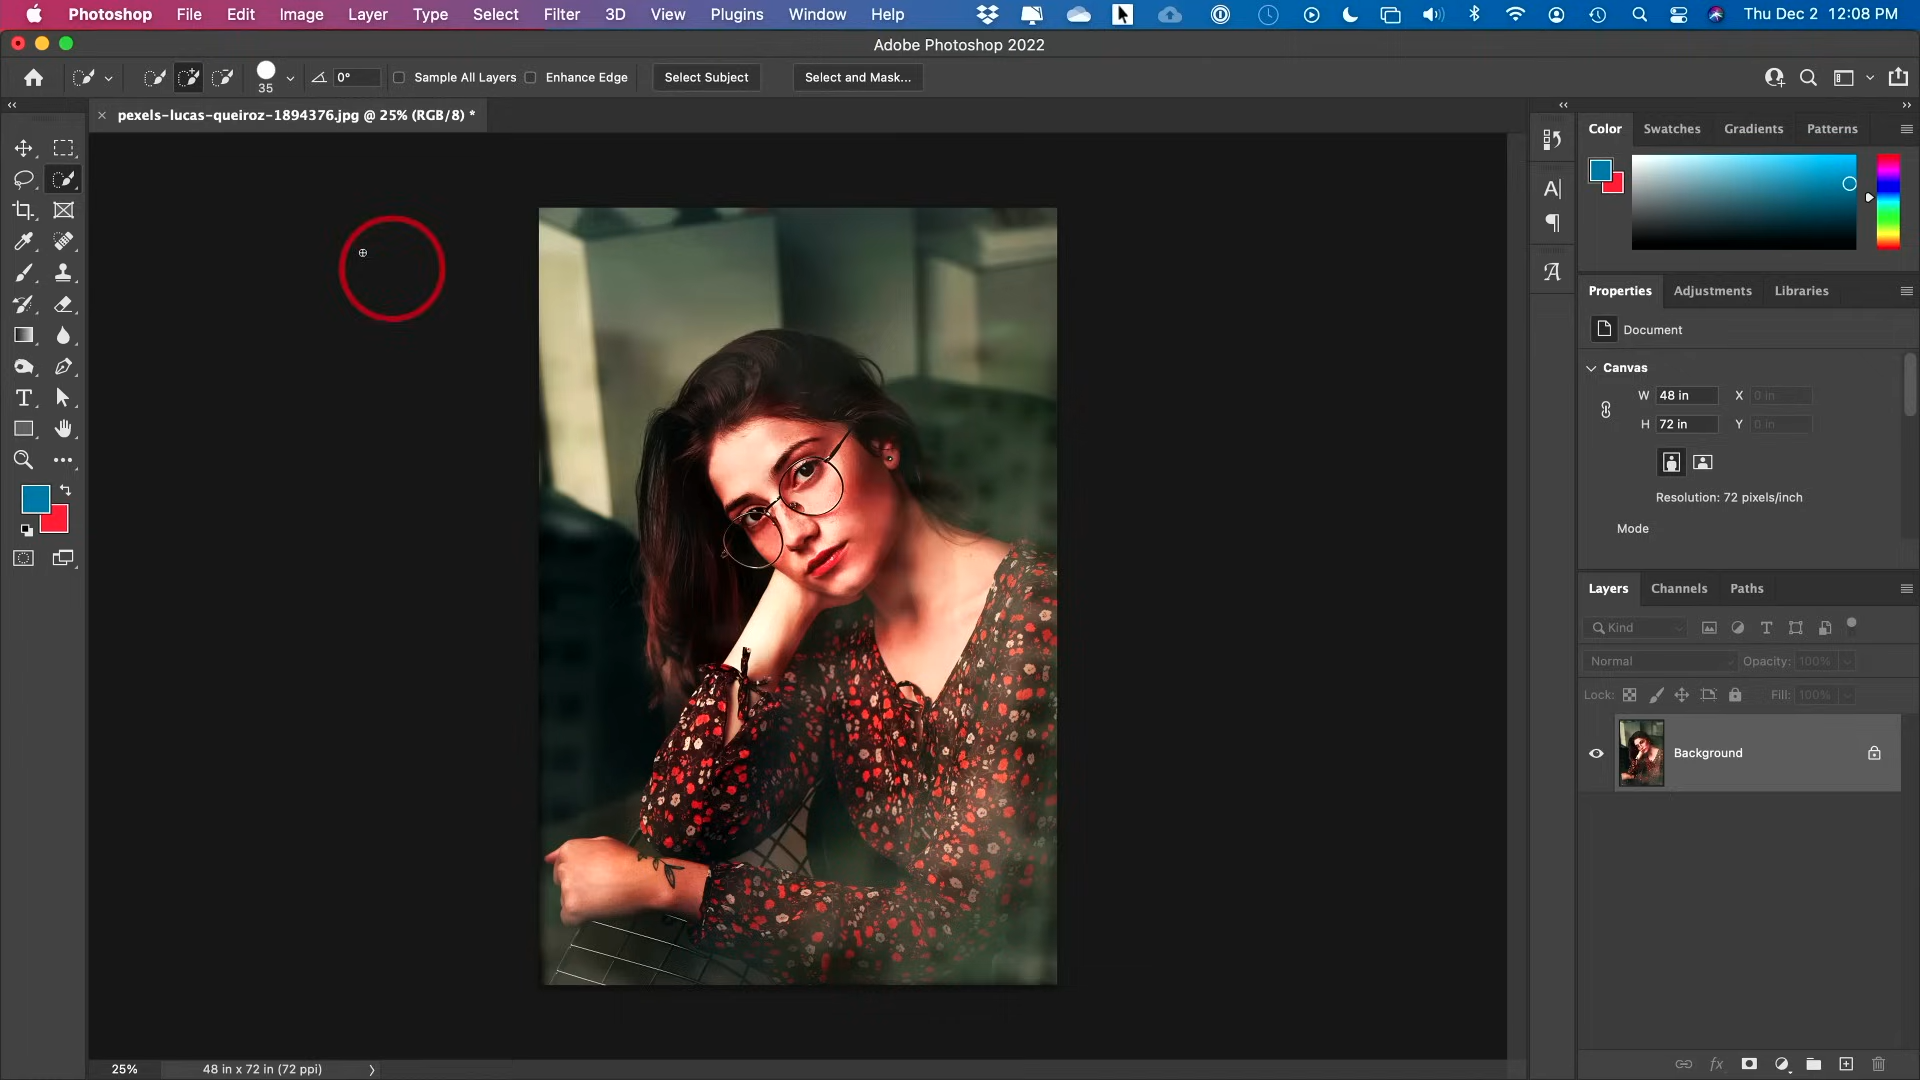 Photoshop File Edit Image Layer Type Select Filter 3D View Plugins Window Help Thu Dec 2 12:08 PM
Adobe Photoshop 2022
35 0° Sample All Layers Enhance Edge Select Subject Select and Mask...
pexels-lucas-queiroz-1894376.jpg @ 25% (RGB/8) *
Color Swatches Gradients Patterns
Properties Adjustments Libraries
Document
Canvas
W 48 in X 0 in
H 72 in Y 0 in
Resolution: 72 pixels/inch
Mode
Layers Channels Paths
Kind
Normal Opacity: 100%
Lock: Fill: 100%
Background
25% 48 in x 72 in (72 ppi)